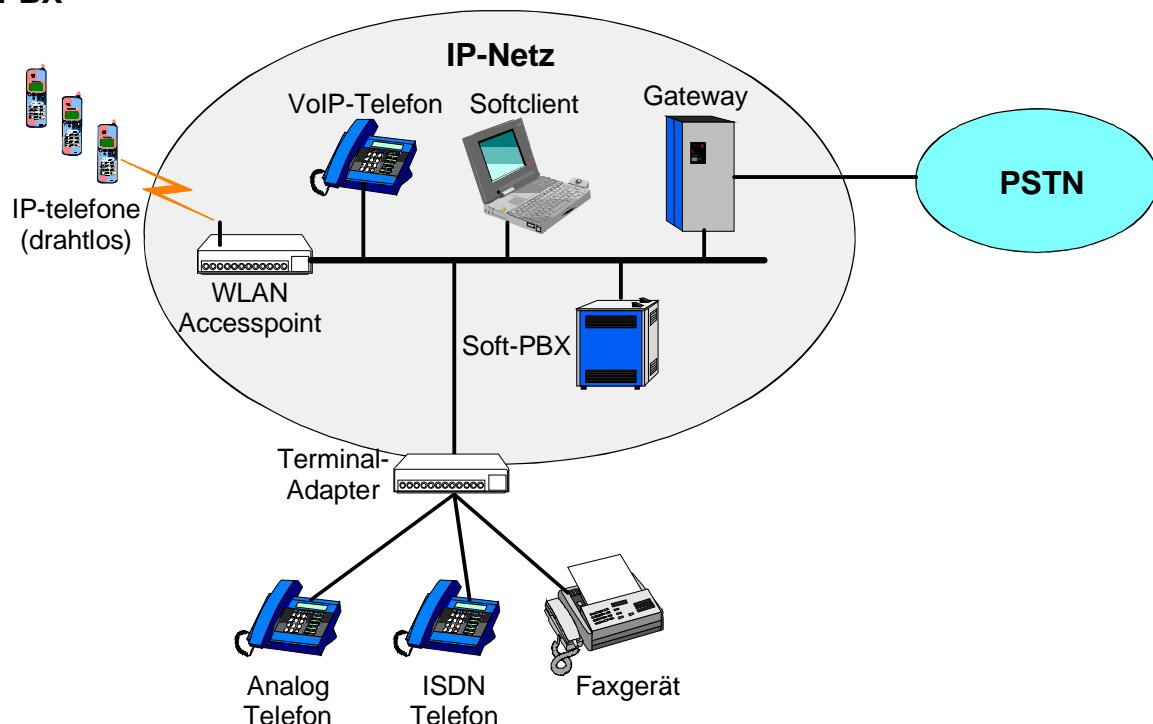 PBX
IP-Netz
VoIP-Telefon
Softclient
Gateway
PSTN
IP-telefone
(drahtlos)
WLAN
Accesspoint
Soft-PBX
Terminal-
Adapter
Analog
Telefon
ISDN
Telefon
Faxgerät